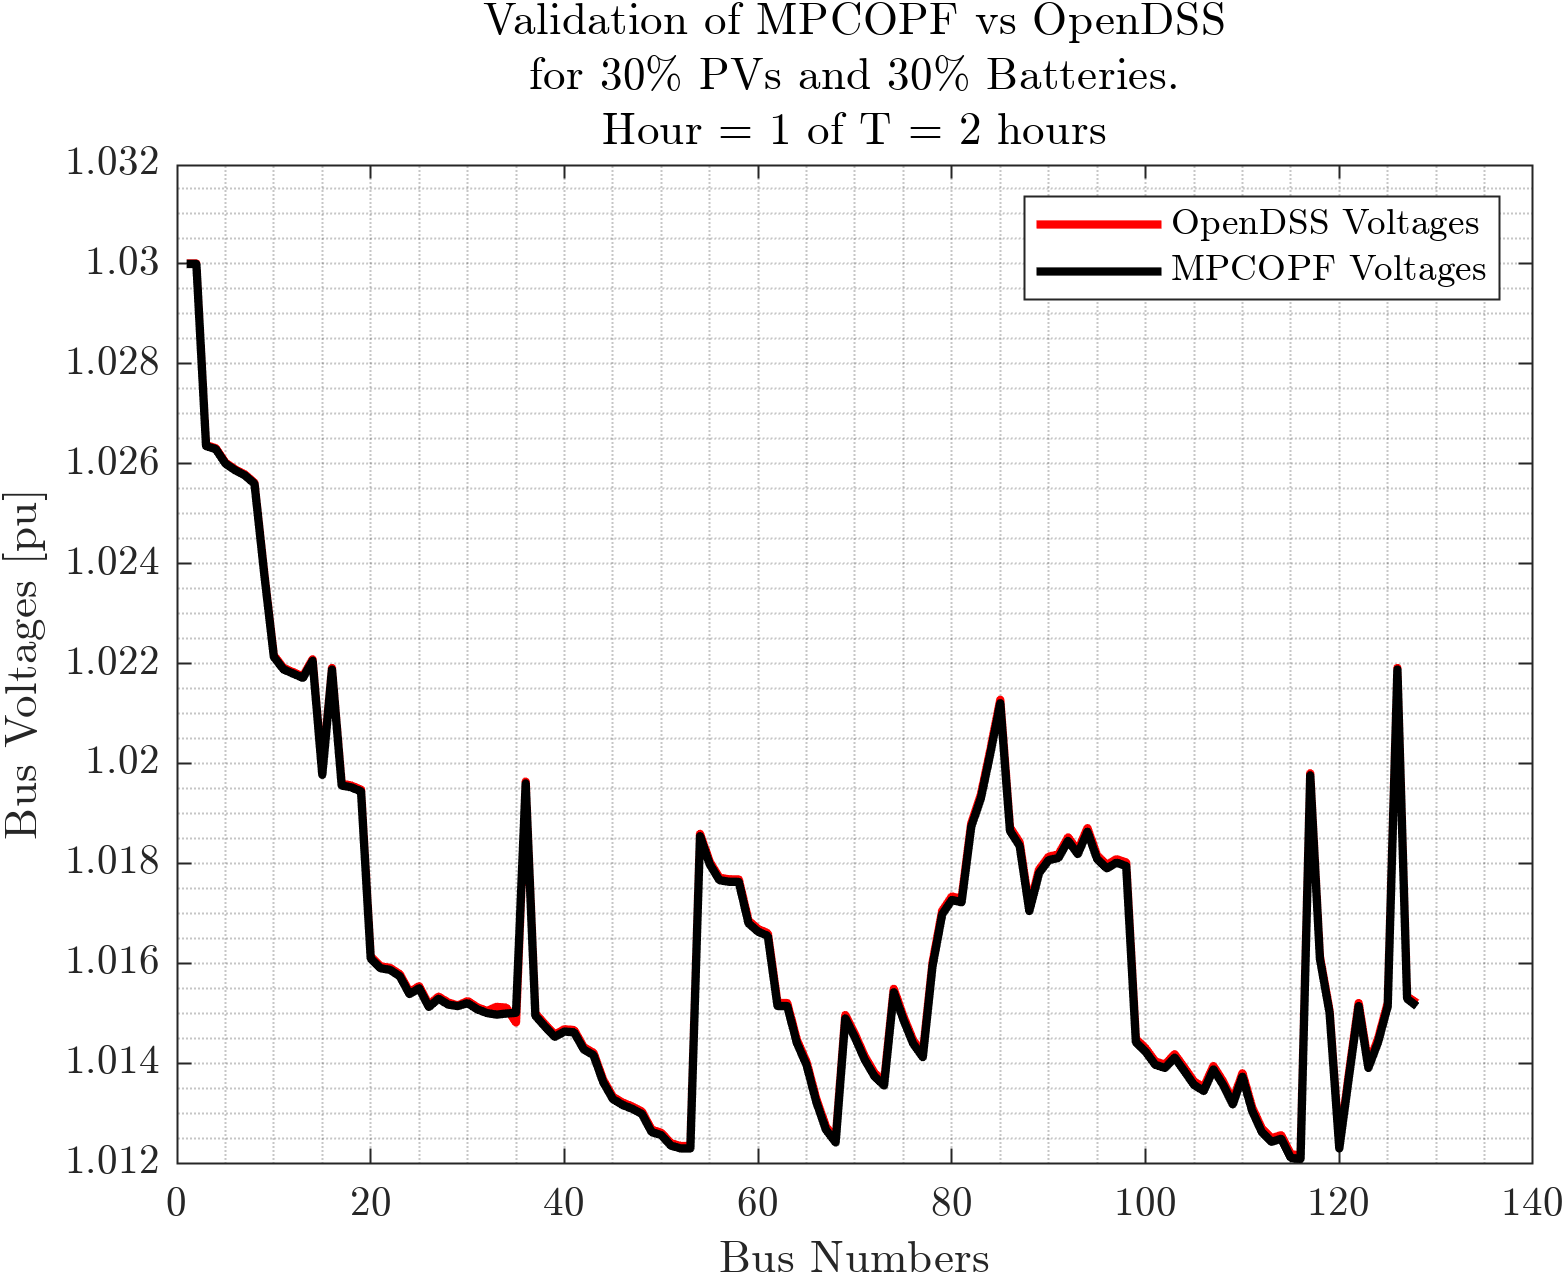 Validation of MPCOPF vs OpenDSS
for 30% PVs and 30% Batteries.
Hour = 1 of T = 2 hours
OpenDSS Voltages
MPCOPF Voltages
Bus Voltages [pu]
1.032
1.03
1.028
1.026
1.024
1.022
1.02
1.018
1.016
1.014
1.012
0 20 40 60 80 100 120 140
Bus Numbers